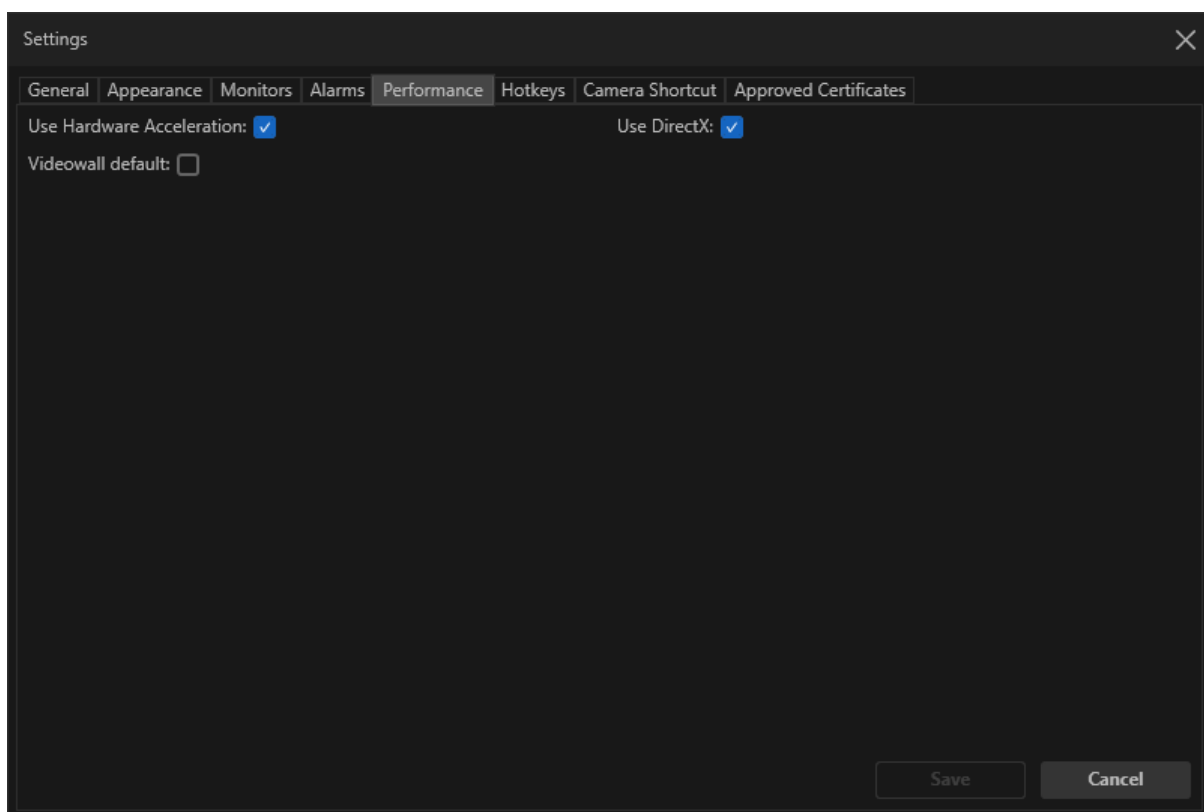 Settings
General Appearance Monitors Alarms Performance Hotkeys Camera Shortcut Approved Certificates
Use Hardware Acceleration: Use DirectX:
Videowall default:
Save Cancel